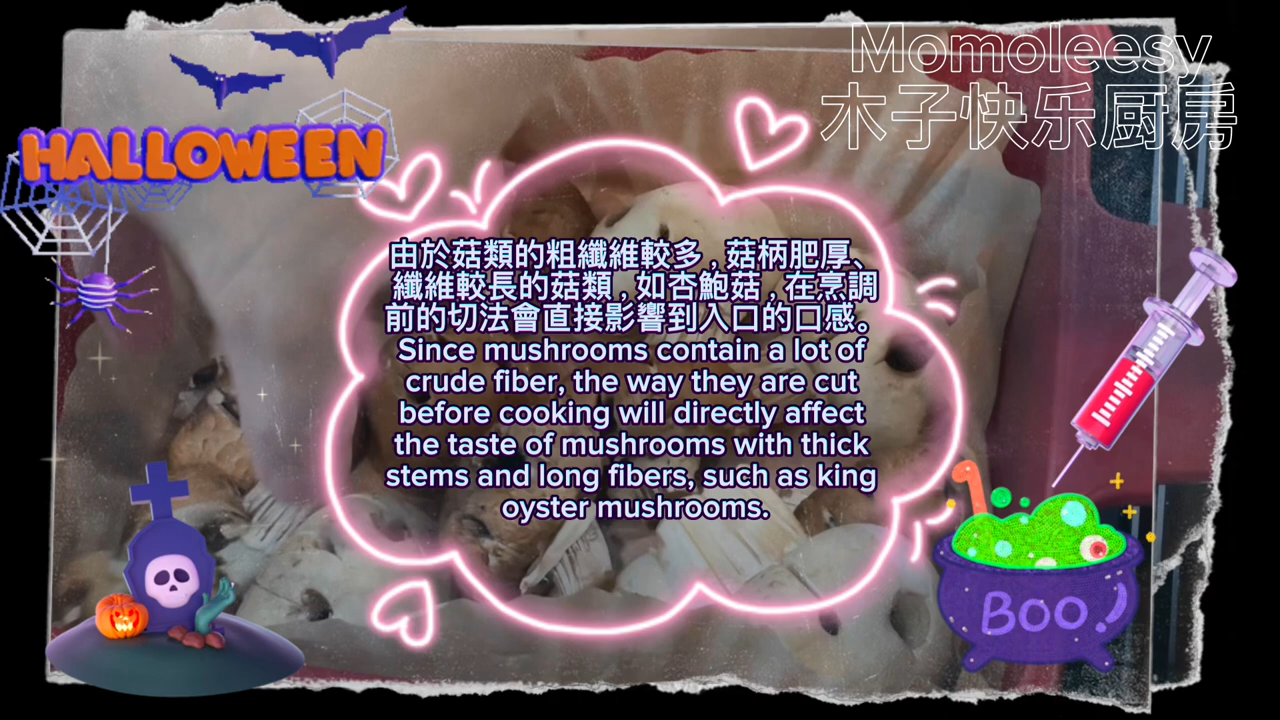 Momoleesy
木子快乐厨房
HALLOWEEN
由於菇類的粗纖維較多，菇柄肥厚、
纖維較長的菇類，如杏鮑菇，在烹調
前的切法會直接影響到入口的口感。
Since mushrooms contain a lot of
crude fiber, the way they are cut
before cooking will directly affect
the taste of mushrooms with thick
stems and long fibers, such as king
oyster mushrooms.
BOO!